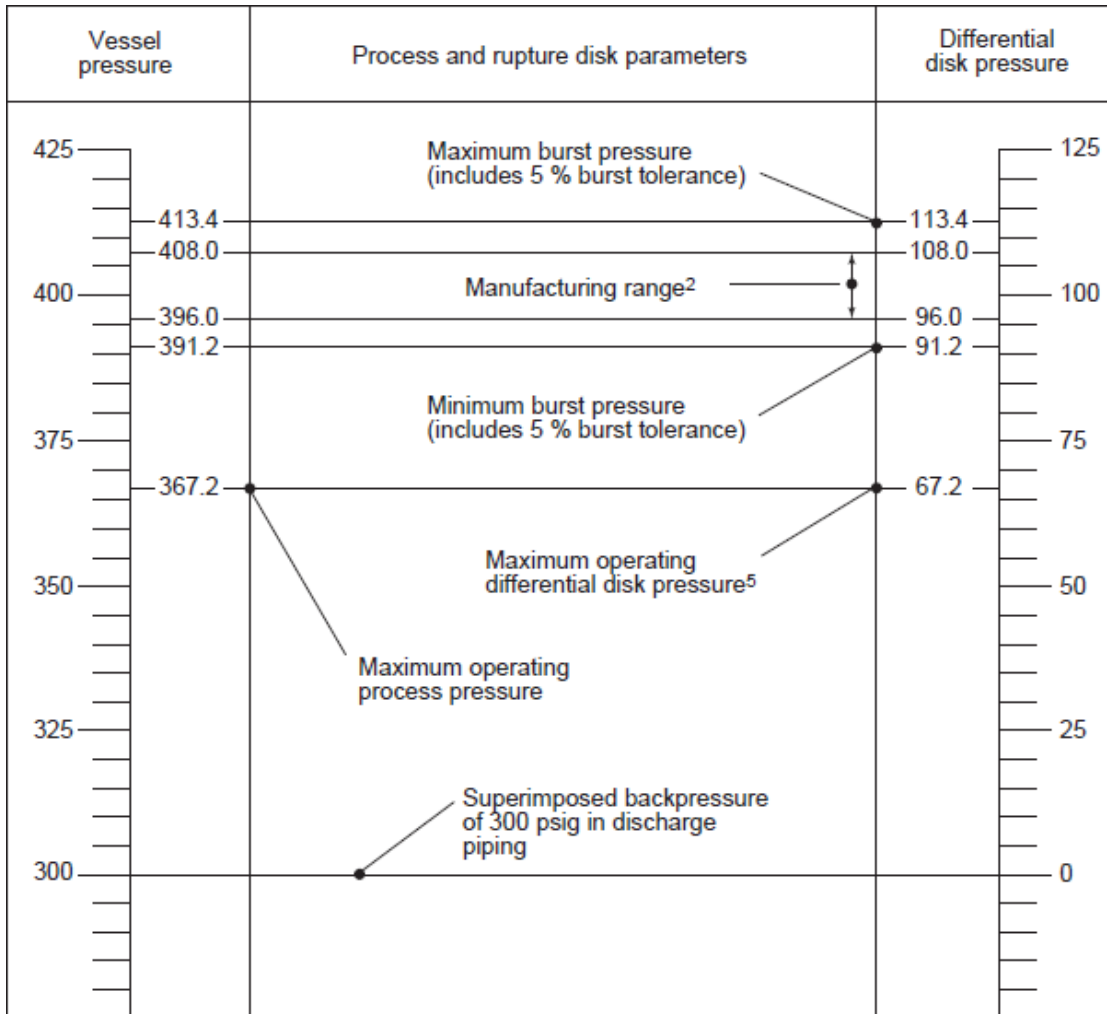 Vessel
pressure
Process and rupture disk parameters
Differential
disk pressure
425
Maximum burst pressure
(includes 5 % burst tolerance)
125
413.4
113.4
408.0
108.0
400
Manufacturing range2
100
396.0
96.0
391.2
91.2
Minimum burst pressure
(includes 5 % burst tolerance)
375
75
367.2
67.2
Maximum operating
differential disk pressure5
350
50
Maximum operating
process pressure
325
25
Superimposed backpressure
of 300 psig in discharge
piping
300
0